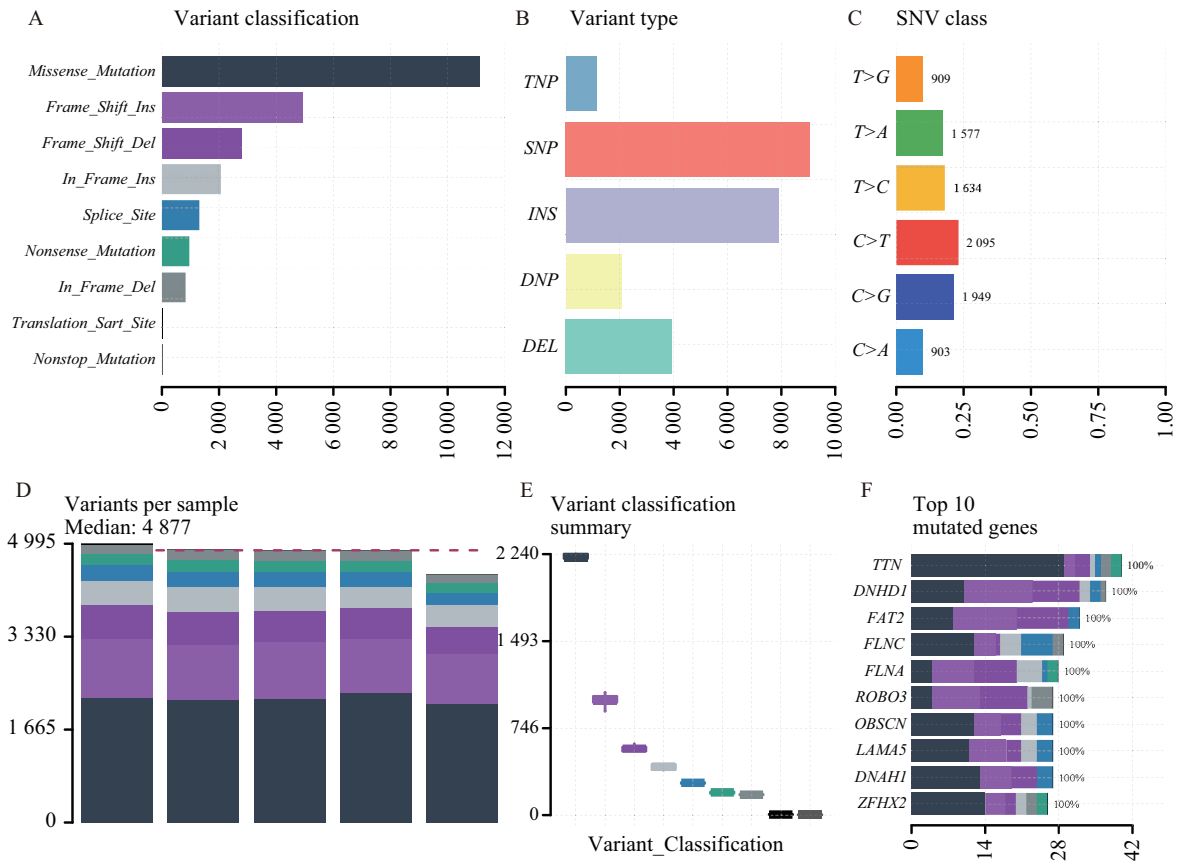 A
Variant classification
Missense_Mutation
Frame_Shift_Ins
Frame_Shift_Del
In_Frame_Ins
Splice_Site
Nonsense_Mutation
In_Frame_Del
Translation_Sart_Site
Nonstop_Mutation
0
2 000
4 000
6 000
8 000
10 000
12 000
B
Variant type
TNP
SNP
INS
DNP
DEL
0
2 000
4 000
6 000
8 000
10 000
C
SNV class
T>G
909
T>A
1 577
T>C
1 634
C>T
2 095
C>G
1 949
C>A
903
0.00
0.25
0.50
0.75
1.00
D
Variants per sample
Median: 4 877
4 995
3 330
1 665
0
E
Variant classification
summary
2 240
1 493
746
0
Variant_Classification
F
Top 10
mutated genes
TTN 100%
DNHD1 100%
FAT2 100%
FLNC 100%
FLNA 100%
ROBO3 100%
OBSCN 100%
LAMA5 100%
DNAH1 100%
ZFHX2 100%
0
14
28
42